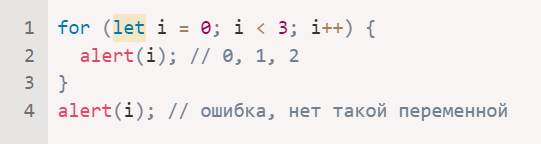 1 for (let i = 0; i < 3; i++) {
2 alert(i); // 0, 1, 2
3 }
4 alert(i); // ошибка, нет такой переменной